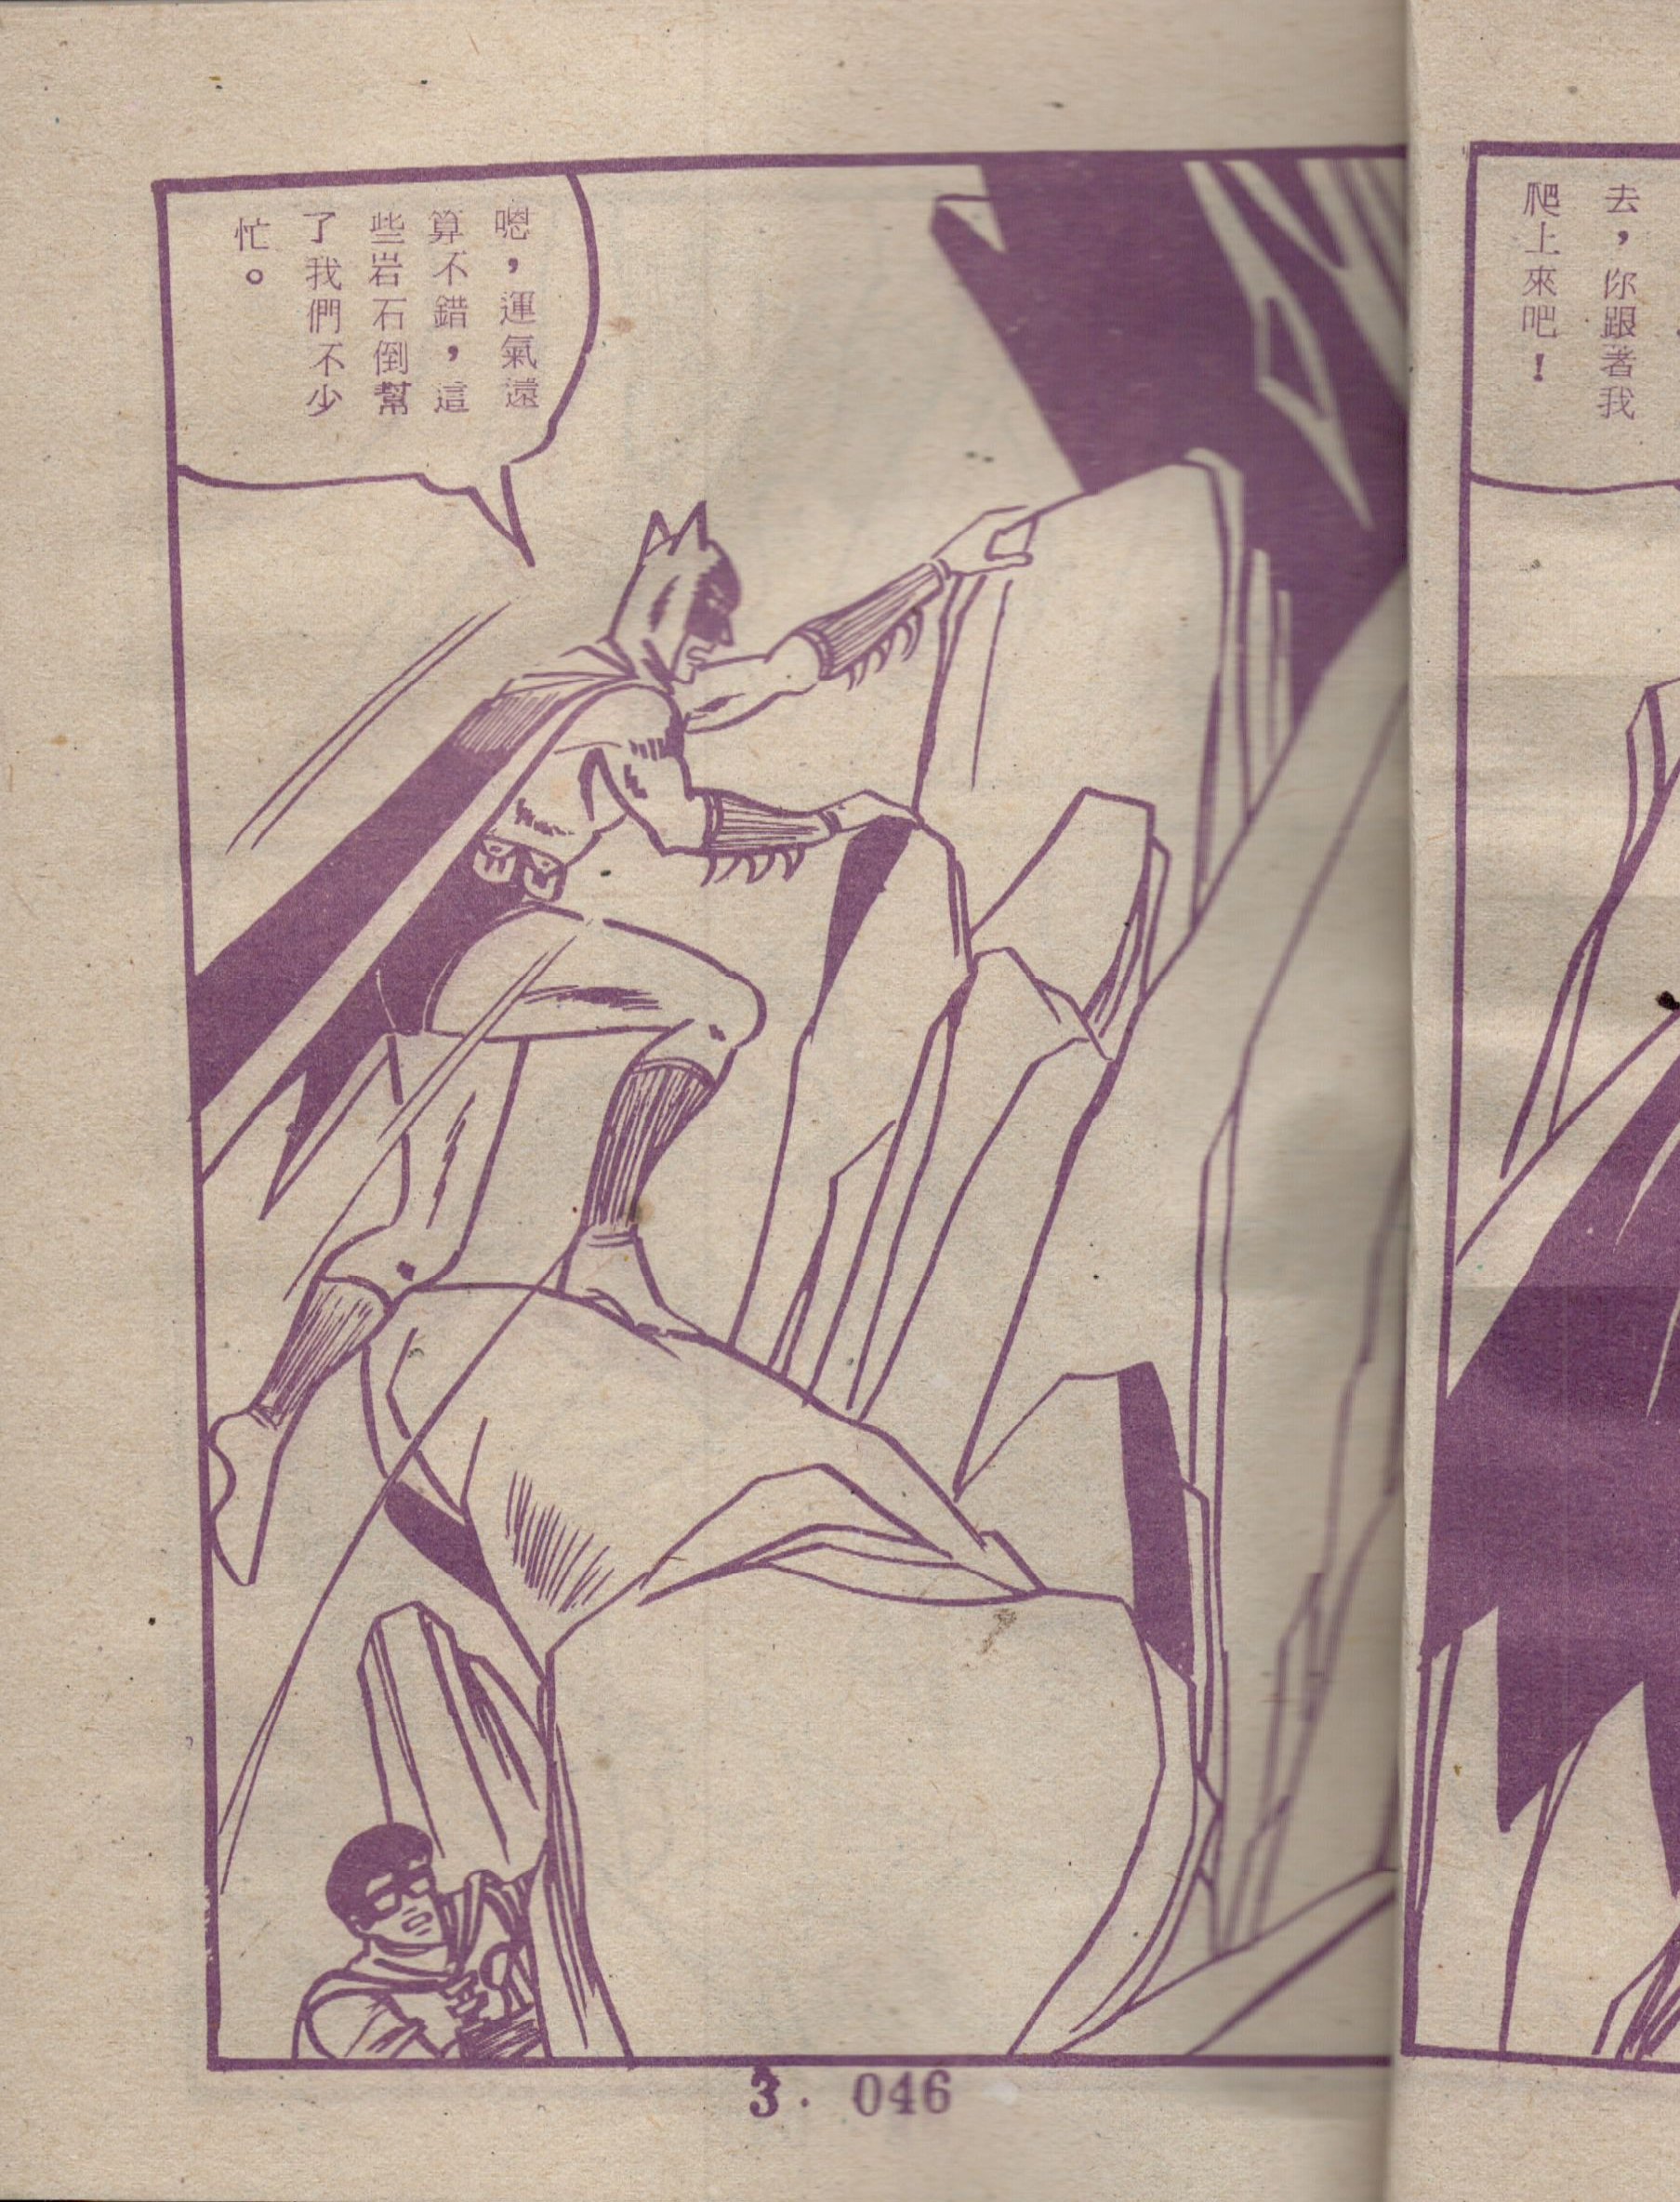 去，你跟著我
爬上來吧！
嗯，運氣還
算不錯，這
些岩石倒幫
了我們不少
忙。
3. 046